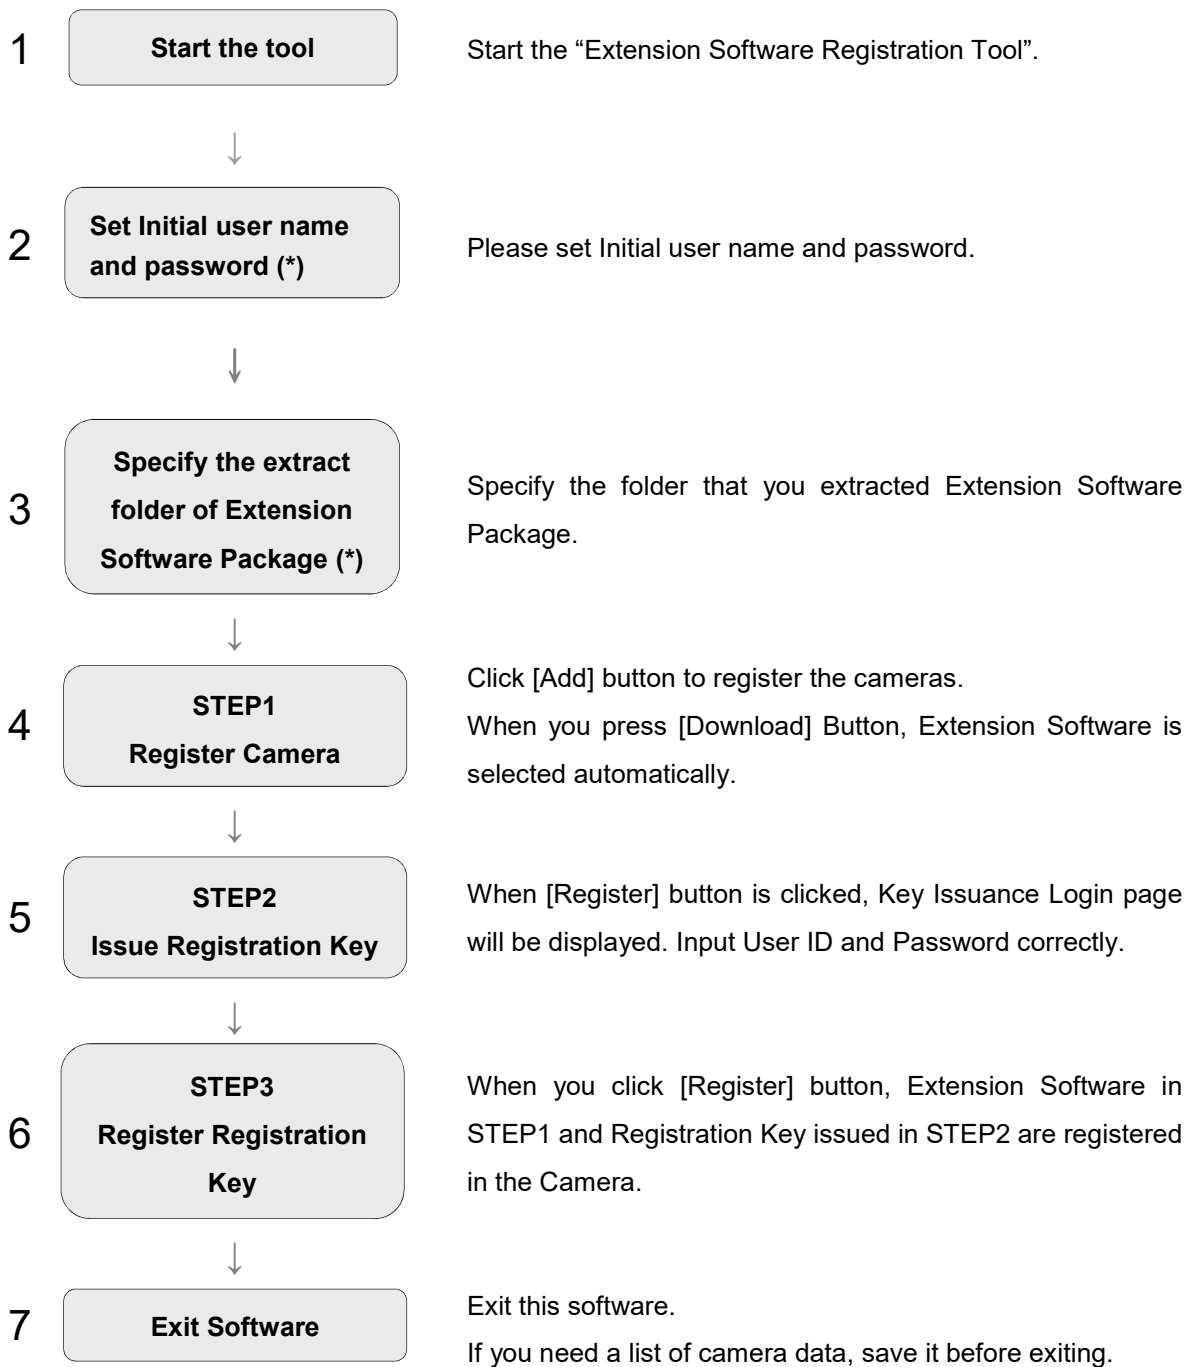 1
Start the tool
Start the “Extension Software Registration Tool”.
↓
2
Set Initial user name
and password (*)
Please set Initial user name and password.
↓
3
Specify the extract
folder of Extension
Software Package (*)
Specify the folder that you extracted Extension Software
Package.
↓
4
STEP1
Register Camera
Click [Add] button to register the cameras.
When you press [Download] Button, Extension Software is
selected automatically.
↓
5
STEP2
Issue Registration Key
When [Register] button is clicked, Key Issuance Login page
will be displayed. Input User ID and Password correctly.
↓
6
STEP3
Register Registration
Key
When you click [Register] button, Extension Software in
STEP1 and Registration Key issued in STEP2 are registered
in the Camera.
↓
7
Exit Software
Exit this software.
If you need a list of camera data, save it before exiting.